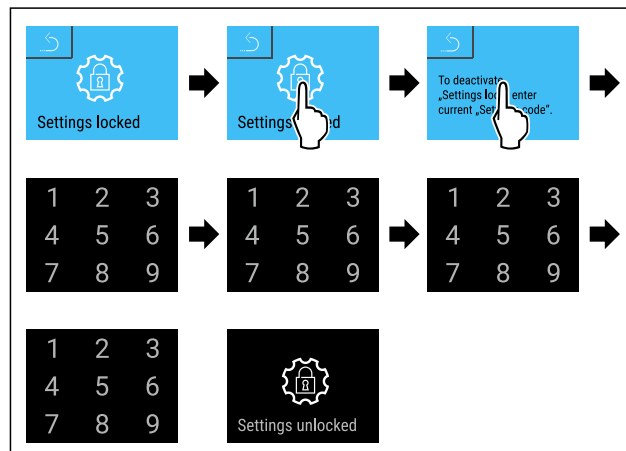 Settings locked
Settings ed
To deactivate
„Settings loc enter
current „Set code".
1 2 3
4 5 6
7 8 9
1 2 3
4 5 6
7 8 9
1 2 3
4 5 6
7 8 9
1 2 3
4 5 6
7 8 9
Settings unlocked